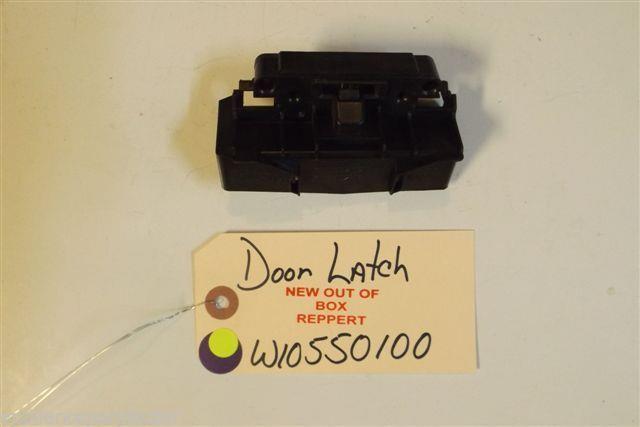 Door Latch
NEW OUT OF
BOX
REPPERT
W10550100